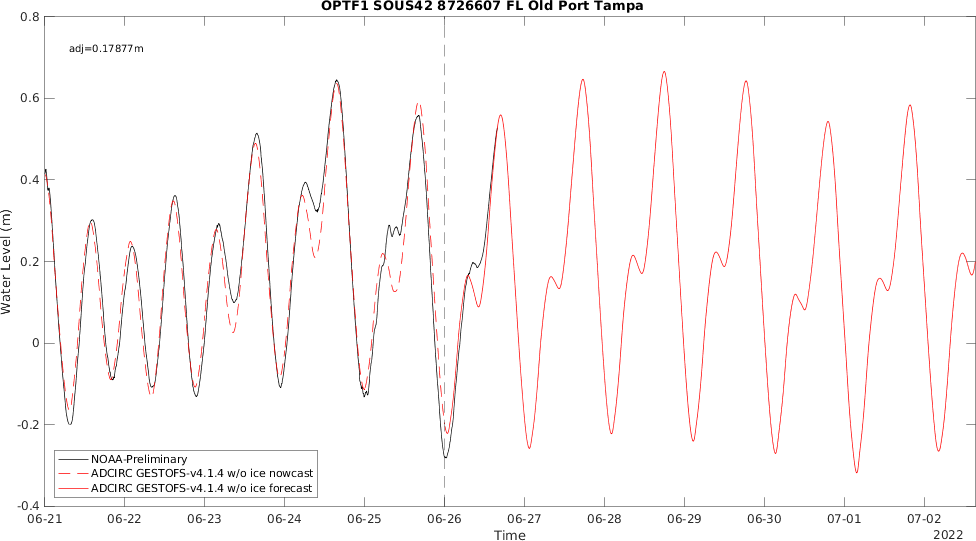 OPTF1 SOUS42 8726607 FL Old Port Tampa
adj=0.17877m
Water Level (m)
0.8
0.6
0.4
0.2
0
-0.2
-0.4
NOAA-Preliminary
ADCIRC GESTOFS-v4.1.4 w/o ice nowcast
ADCIRC GESTOFS-v4.1.4 w/o ice forecast
06-21 06-22 06-23 06-24 06-25 06-26 06-27 06-28 06-29 06-30 07-01 07-02
Time
2022